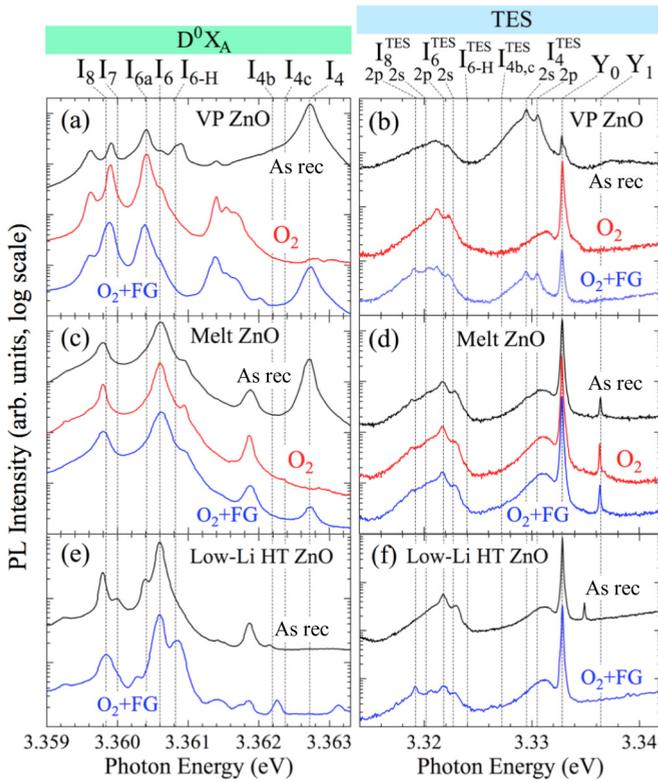 D⁰X_A
TES
I₈ I₇ I₆ₐ I₆ I₆₋H I₄b I₄c I₄
I₈^TES I₆^TES I₆₋H^TES I₄b,c^TES I₄^TES Y₀ Y₁
2p 2s 2p 2s 2s 2p
(a) VP ZnO
As rec
O₂
O₂+FG
(b) VP ZnO
As rec
O₂
O₂+FG
(c) Melt ZnO
As rec
O₂
O₂+FG
(d) Melt ZnO
As rec
O₂
O₂+FG
(e) Low-Li HT ZnO
As rec
O₂+FG
(f) Low-Li HT ZnO
As rec
O₂+FG
PL Intensity (arb. units, log scale)
3.359 3.360 3.361 3.362 3.363
Photon Energy (eV)
3.32 3.33 3.34
Photon Energy (eV)